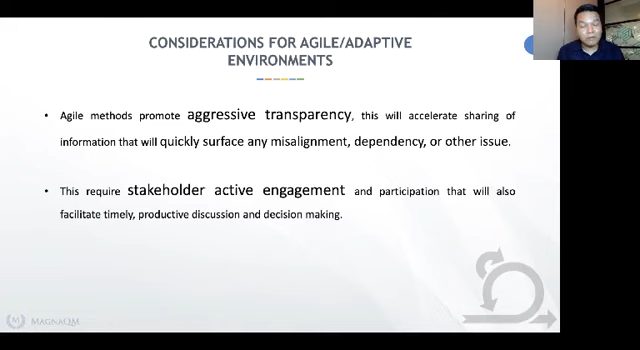 CONSIDERATIONS FOR AGILE/ADAPTIVE
ENVIRONMENTS
• Agile methods promote aggressive transparency, this will accelerate sharing of
information that will quickly surface any misalignment, dependency, or other issue.
• This require stakeholder active engagement and participation that will also
facilitate timely, productive discussion and decision making.
M MAGNAQM